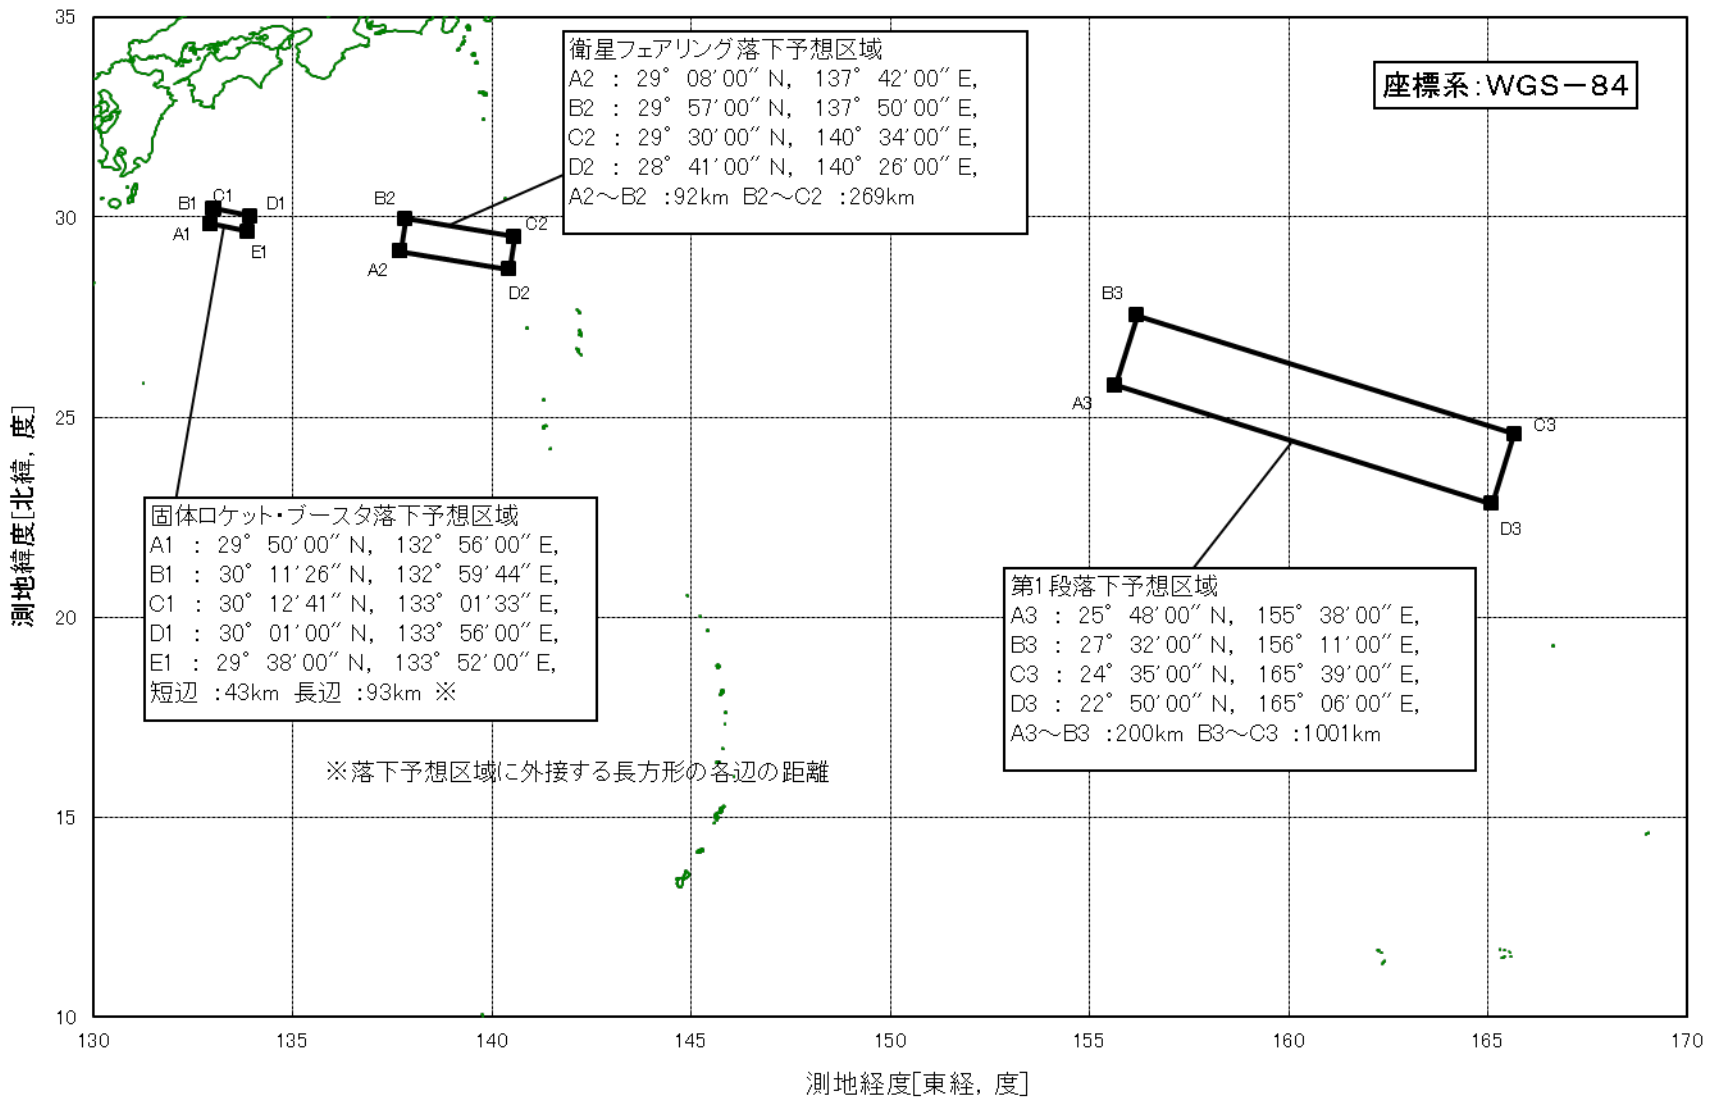 35
衛星フェアリング落下予想区域
A2 : 29° 08'00" N, 137° 42'00" E,
B2 : 29° 57'00" N, 137° 50'00" E,
C2 : 29° 30'00" N, 140° 34'00" E,
D2 : 28° 41'00" N, 140° 26'00" E,
A2～B2 :92km B2～C2 :269km
座標系:WGS－84
B1
C1
D1
A1
E1
B2
C2
A2
D2
30
B3
A3
C3
D3
25
測地緯度[北緯, 度]
固体ロケット・ブースタ落下予想区域
A1 : 29° 50'00" N, 132° 56'00" E,
B1 : 30° 11'26" N, 132° 59'44" E,
C1 : 30° 12'41" N, 133° 01'33" E,
D1 : 30° 01'00" N, 133° 56'00" E,
E1 : 29° 38'00" N, 133° 52'00" E,
短辺 :43km 長辺 :93km ※
第1段落下予想区域
A3 : 25° 48'00" N, 155° 38'00" E,
B3 : 27° 32'00" N, 156° 11'00" E,
C3 : 24° 35'00" N, 165° 39'00" E,
D3 : 22° 50'00" N, 165° 06'00" E,
A3～B3 :200km B3～C3 :1001km
20
※落下予想区域に外接する長方形の各辺の距離
15
10
130 135 140 145 150 155 160 165 170
測地経度[東経, 度]